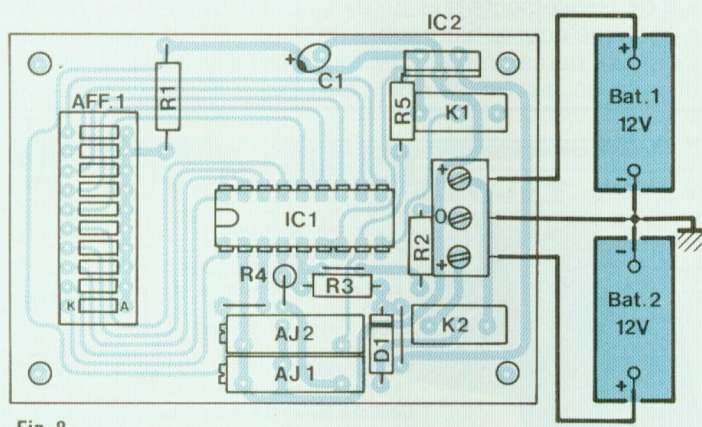 IC2
+
C1
R1
R5
K1
AFF.1
+
Bat.1
12V
-
IC1
+
O
+
R2
R4
R3
-
Bat.2
12V
+
K A
AJ2
AJ1
D1
K2
Fig. 8